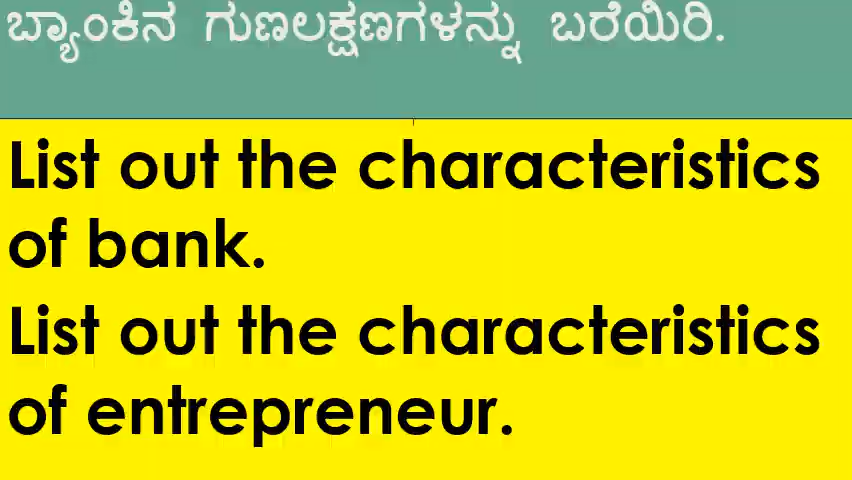 ಬ್ಯಾಂಕಿನ ಗುಣಲಕ್ಷಣಗಳನ್ನು ಬರೆಯಿರಿ.
List out the characteristics
of bank.
List out the characteristics
of entrepreneur.